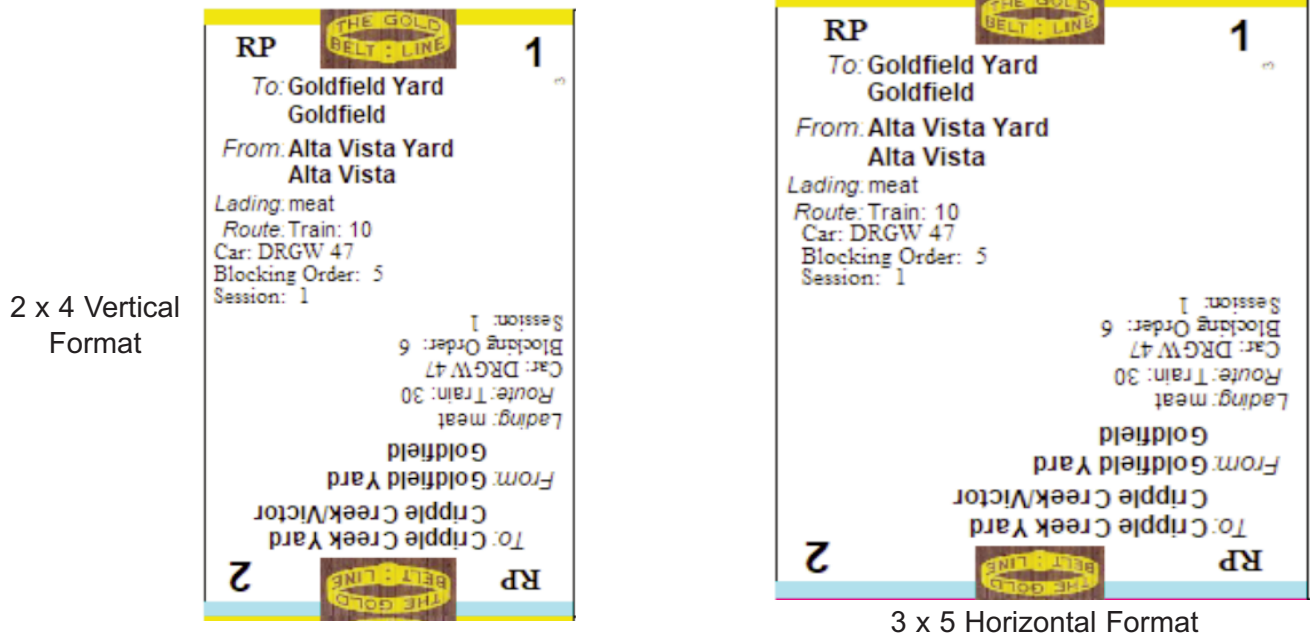 2 x 4 Vertical
Format
THE GOLD
BELT : LINE
RP
1
3
To: Goldfield Yard
Goldfield
From: Alta Vista Yard
Alta Vista
Lading: meat
Route: Train: 10
Car: DRGW 47
Blocking Order: 5
Session: 1
THE GOLD
BELT : LINE
RP
2
To: Cripple Creek Yard
Cripple Creek/Victor
From: Goldfield Yard
Goldfield
Lading: meat
Route: Train: 30
Car: DRGW 47
Blocking Order: 6
Session: 1
THE GOLD
BELT : LINE
RP
1
3
To: Goldfield Yard
Goldfield
From: Alta Vista Yard
Alta Vista
Lading: meat
Route: Train: 10
Car: DRGW 47
Blocking Order: 5
Session: 1
THE GOLD
BELT : LINE
RP
2
To: Cripple Creek Yard
Cripple Creek/Victor
From: Goldfield Yard
Goldfield
Lading: meat
Route: Train: 30
Car: DRGW 47
Blocking Order: 6
Session: 1
3 x 5 Horizontal Format